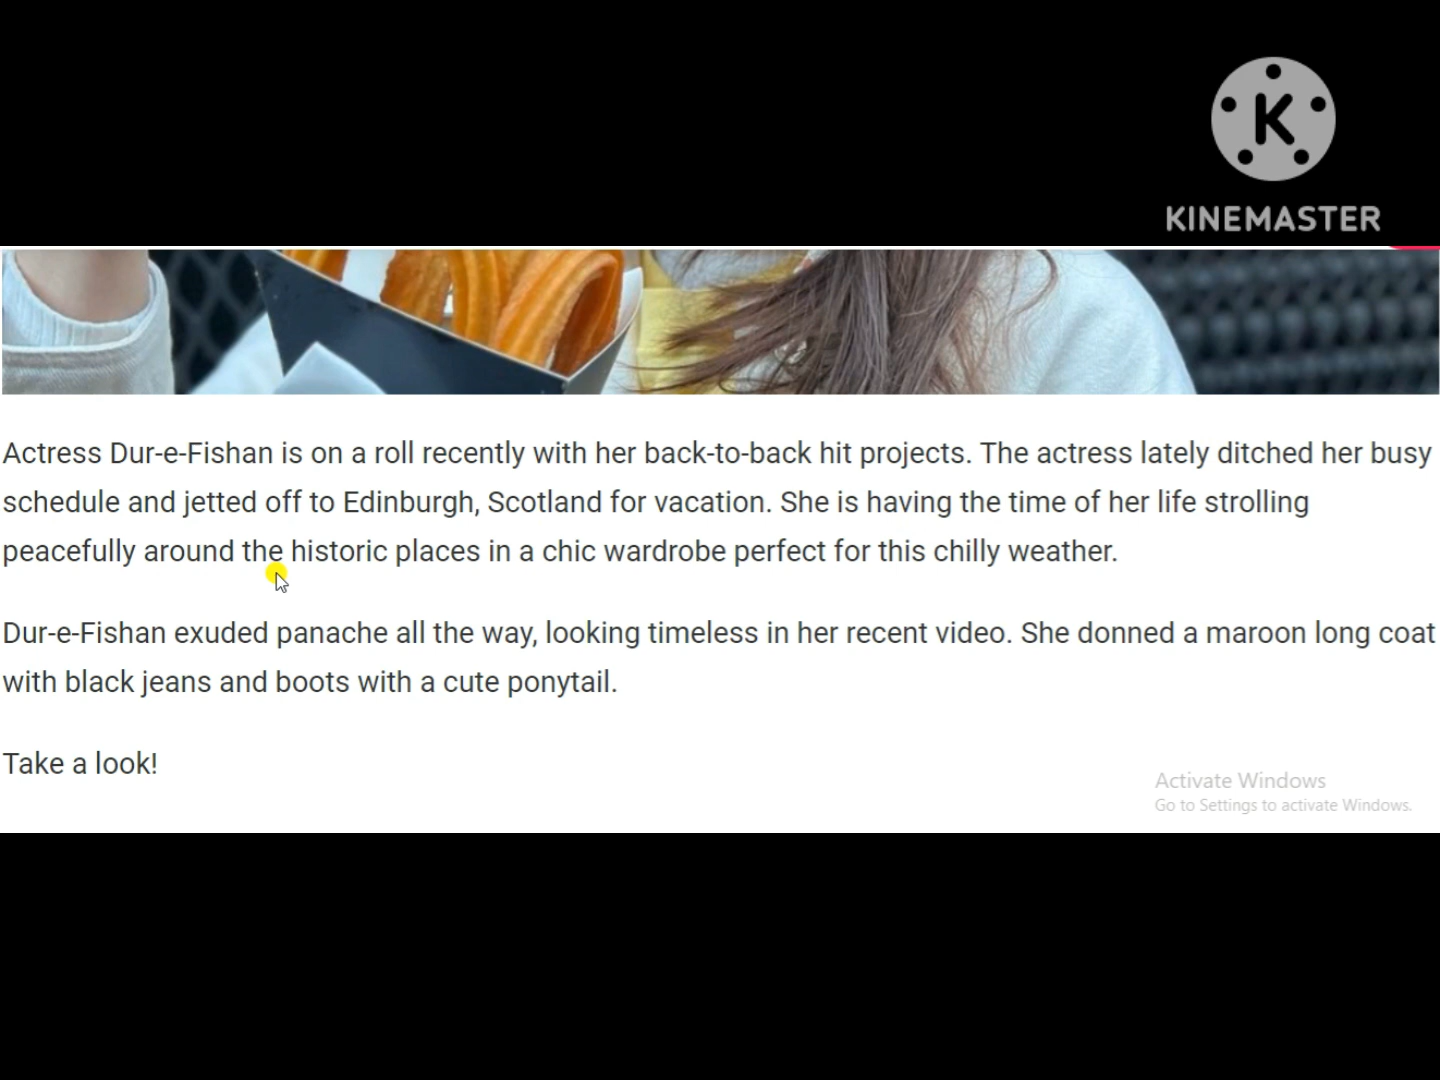 K
KINEMASTER
Actress Dur-e-Fishan is on a roll recently with her back-to-back hit projects. The actress lately ditched her busy
schedule and jetted off to Edinburgh, Scotland for vacation. She is having the time of her life strolling
peacefully around the historic places in a chic wardrobe perfect for this chilly weather.
Dur-e-Fishan exuded panache all the way, looking timeless in her recent video. She donned a maroon long coat
with black jeans and boots with a cute ponytail.
Take a look!
Activate Windows
Go to Settings to activate Windows.